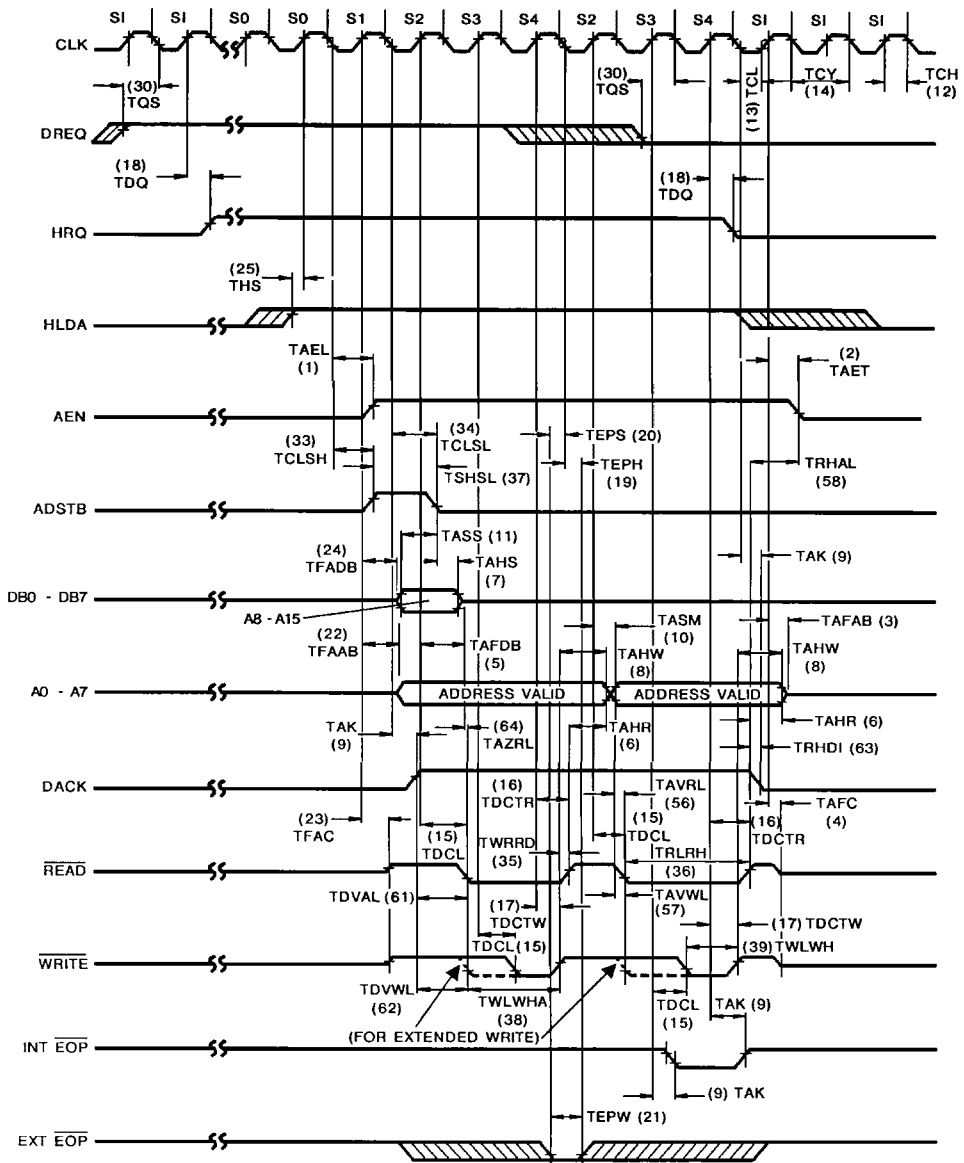 SI SI S0 S0 S1 S2 S3 S4 S2 S3 S4 SI SI SI
CLK
(30)
TQS
(30)
TQS
(13) TCL
TCY
(14)
TCH
(12)
DREQ
(18)
TDQ
(18)
TDQ
HRQ
(25)
THS
HLDA
TAEL
(1)
(2)
TAET
AEN
(33)
TCLSH
(34)
TCLSL
TSHSL (37)
TEPS (20)
TEPH
(19)
TRHAL
(58)
ADSTB
(24)
TFADB
TASS (11)
TAHS
(7)
TAK (9)
DB0 - DB7
A8 - A15
TASM
(10)
TAFAB (3)
(22)
TFAAB
TAFDB
(5)
TAHW
(8)
TAHW
(8)
A0 - A7
ADDRESS VALID
ADDRESS VALID
TAK
(9)
(64)
TAZRL
TAHR
(6)
TAHR (6)
TRHDI (63)
DACK
(23)
TFAC
(15)
TDCL
(16)
TDCTR
TWRRD
(35)
TAVRL
(56)
(15)
TDCL
TRLRH
(36)
(16)
TDCTR
TAFC
(4)
READ
TDVAL (61)
(17)
TDCTW
TDCL (15)
TAVWL
(57)
(17) TDCTW
(39) TWLWH
WRITE
TDVWL
(62)
TWLWHA
(38)
(FOR EXTENDED WRITE)
TDCL
(15)
TAK (9)
INT EOP
(9) TAK
TEPW (21)
EXT EOP